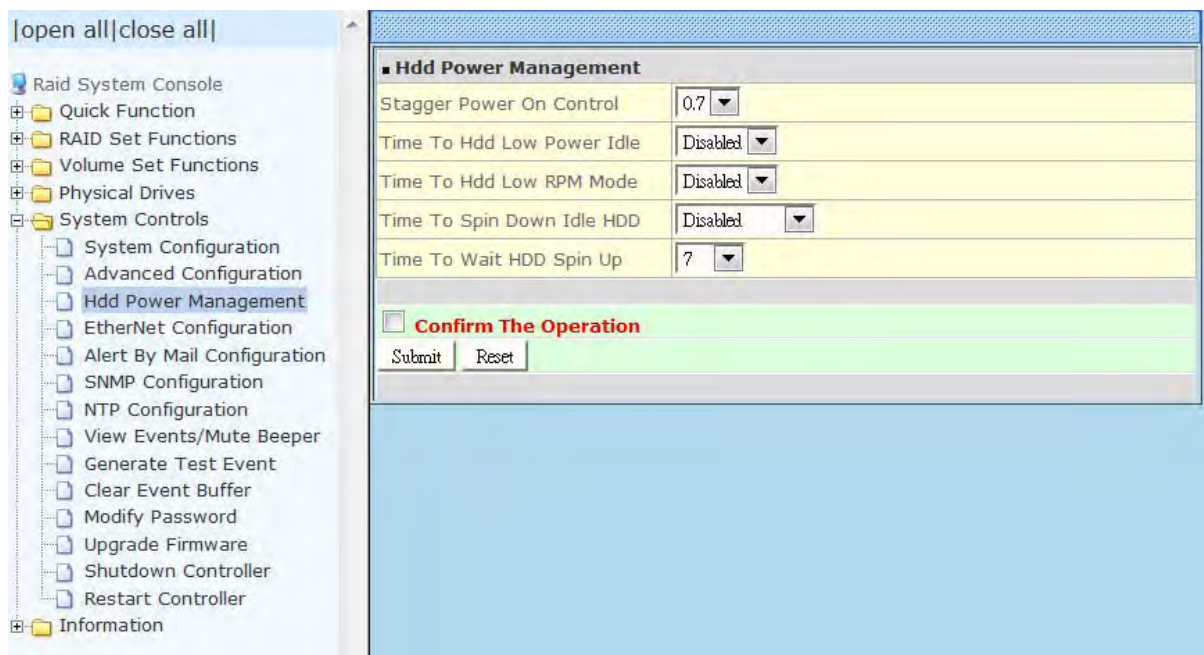 |open all|close all|
Raid System Console
Quick Function
RAID Set Functions
Volume Set Functions
Physical Drives
System Controls
System Configuration
Advanced Configuration
Hdd Power Management
EtherNet Configuration
Alert By Mail Configuration
SNMP Configuration
NTP Configuration
View Events/Mute Beeper
Generate Test Event
Clear Event Buffer
Modify Password
Upgrade Firmware
Shutdown Controller
Restart Controller
Information
Hdd Power Management
Stagger Power On Control 0.7
Time To Hdd Low Power Idle Disabled
Time To Hdd Low RPM Mode Disabled
Time To Spin Down Idle HDD Disabled
Time To Wait HDD Spin Up 7
Confirm The Operation
Submit Reset